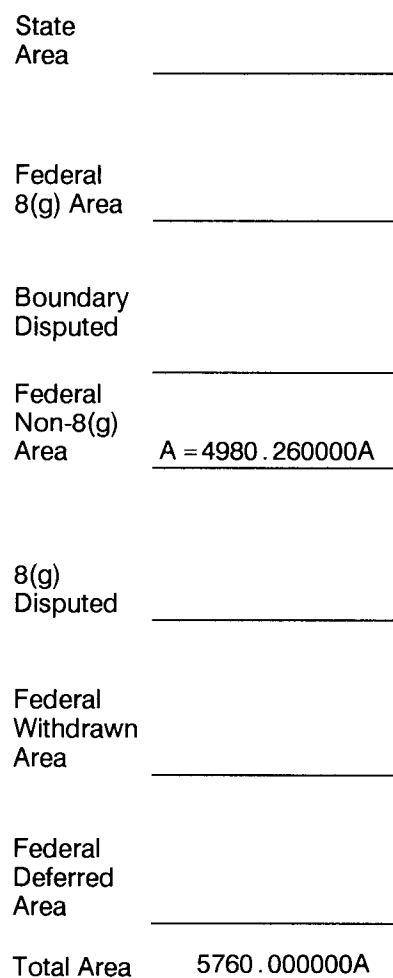 State
Area
Federal
8(g) Area
Boundary
Disputed
Federal
Non-8(g)
Area A = 4980.260000A
8(g)
Disputed
Federal
Withdrawn
Area
Federal
Deferred
Area
Total Area 5760.000000A